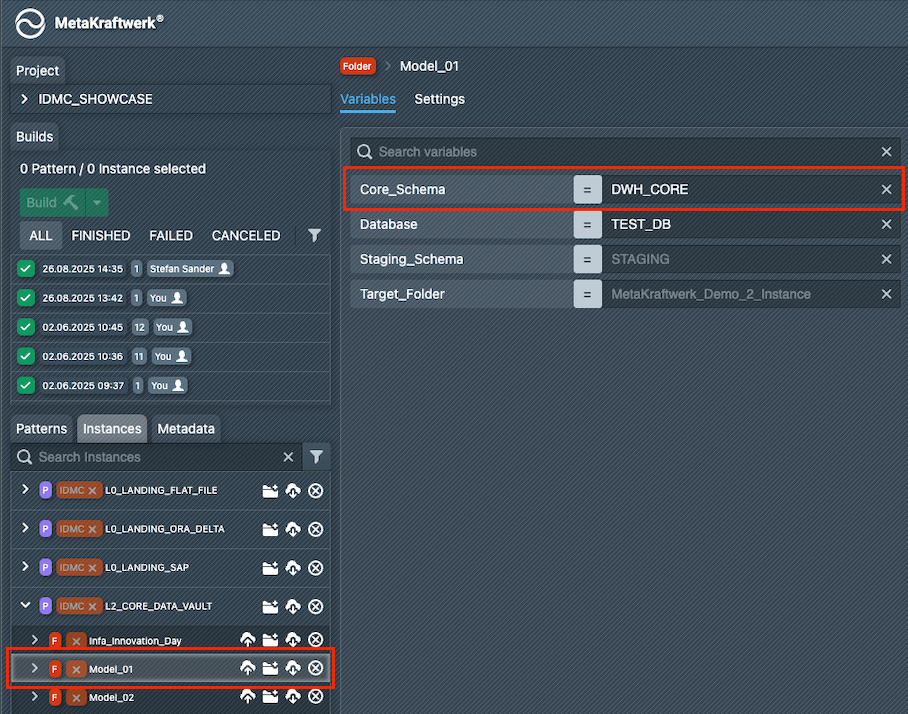 MetaKraftwerk®
Project
IDMC_SHOWCASE
Builds
0 Pattern / 0 Instance selected
Build
ALL FINISHED FAILED CANCELED
26.08.2025 14:35 1 Stefan Sander
26.08.2025 13:42 1 You
02.06.2025 10:45 12 You
02.06.2025 10:36 11 You
02.06.2025 09:37 1 You
Patterns Instances Metadata
Search Instances
P IDMC L0_LANDING_FLAT_FILE
P IDMC L0_LANDING_ORA_DELTA
P IDMC L0_LANDING_SAP
P IDMC L2_CORE_DATA_VAULT
F Infa_Innovation_Day
F Model_01
F Model_02
Folder Model_01
Variables Settings
Search variables
Core_Schema = DWH_CORE
Database = TEST_DB
Staging_Schema = STAGING
Target_Folder = MetaKraftwerk_Demo_2_Instance